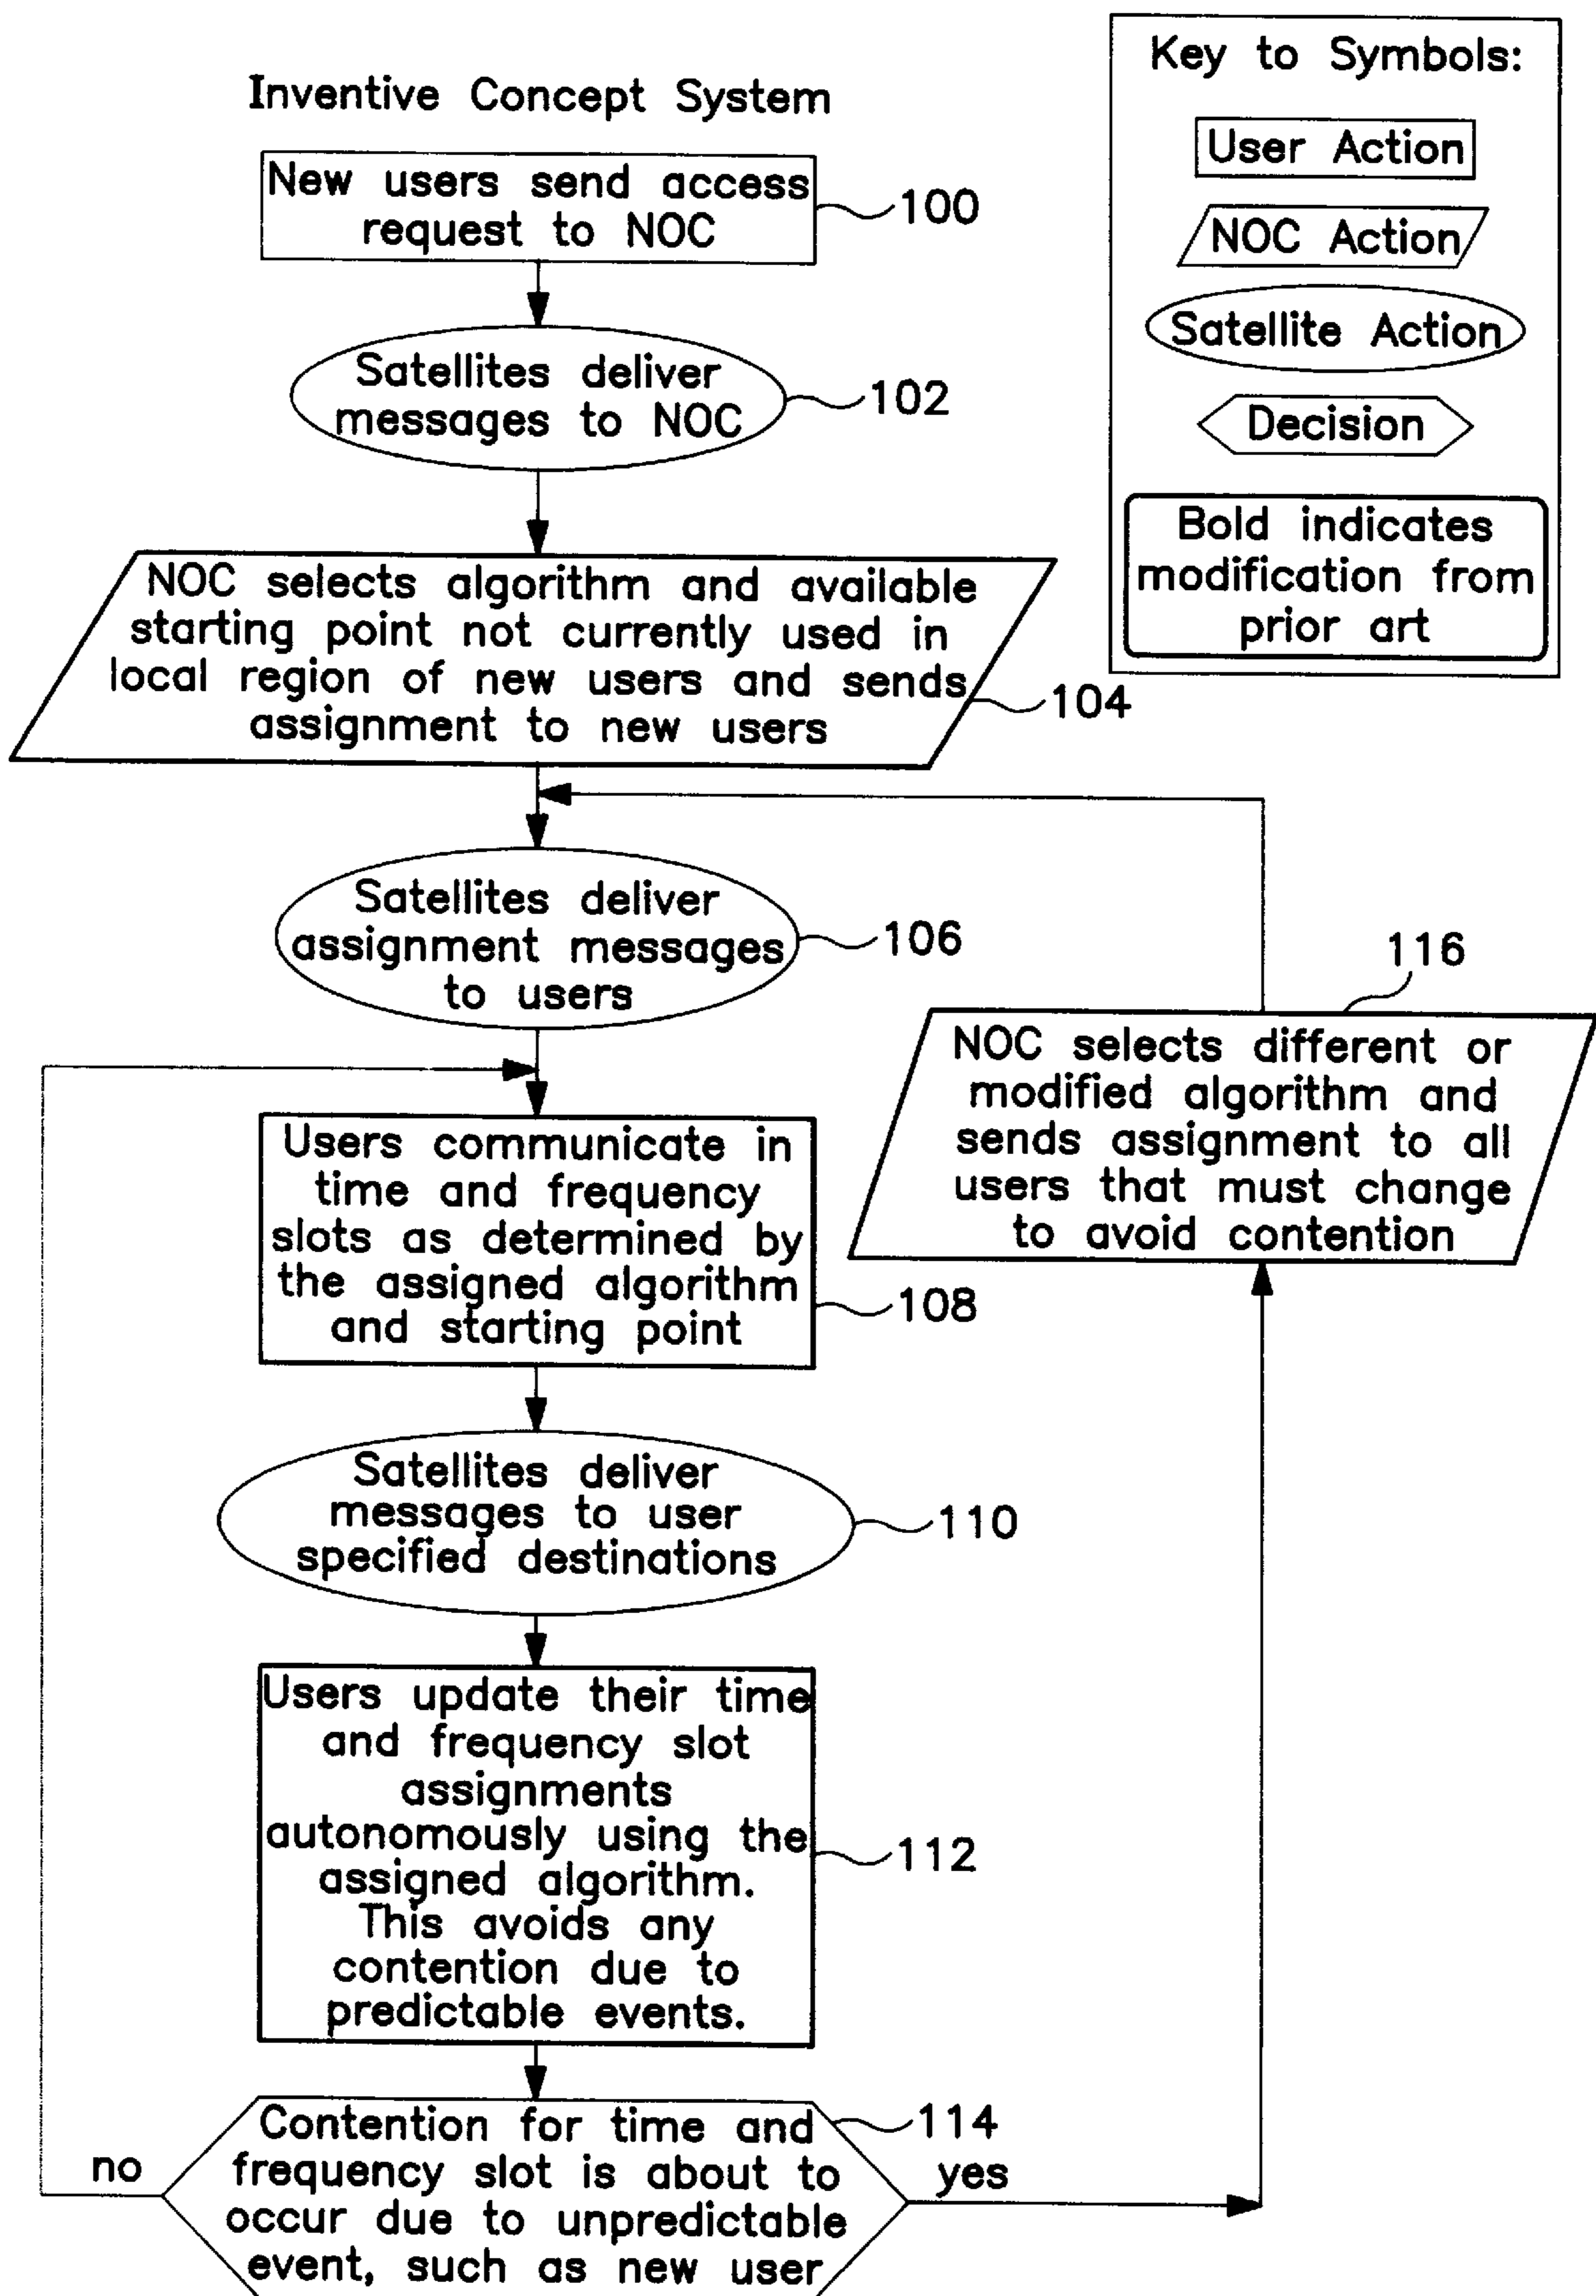 Inventive Concept System
New users send access
request to NOC
100
Satellites deliver
messages to NOC
102
NOC selects algorithm and available
starting point not currently used in
local region of new users and sends
assignment to new users
104
Satellites deliver
assignment messages
to users
106
Users communicate in
time and frequency
slots as determined by
the assigned algorithm
and starting point
108
Satellites deliver
messages to user
specified destinations
110
Users update their time
and frequency slot
assignments
autonomously using the
assigned algorithm.
This avoids any
contention due to
predictable events.
112
Contention for time and
frequency slot is about to
occur due to unpredictable
event, such as new user
114
no
yes
116
NOC selects different or
modified algorithm and
sends assignment to all
users that must change
to avoid contention
Key to Symbols:
User Action
NOC Action
Satellite Action
Decision
Bold indicates
modification from
prior art